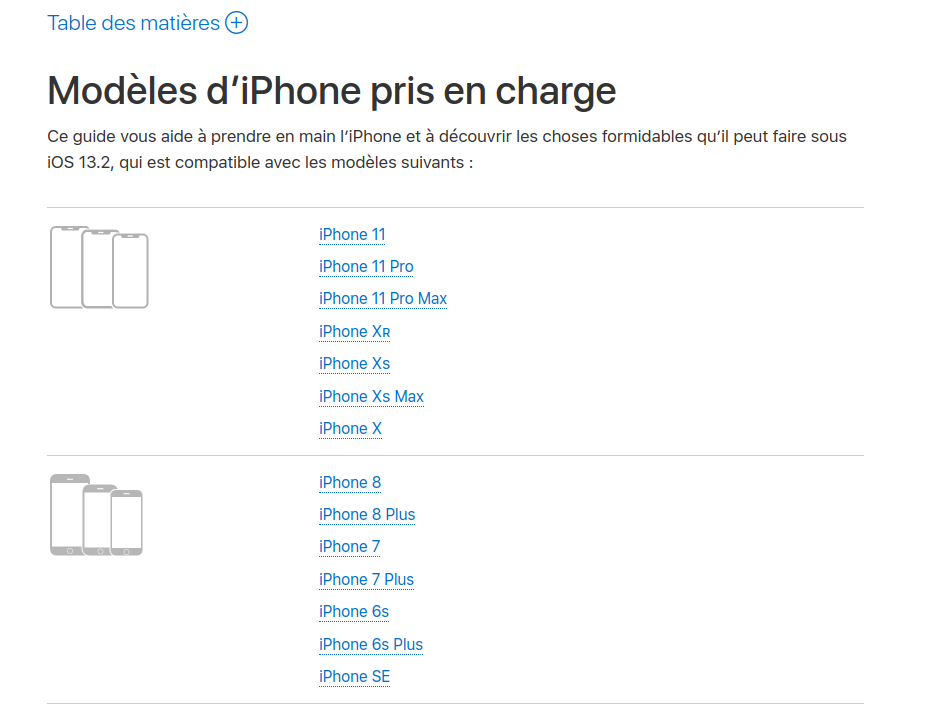 Table des matières
Modèles d’iPhone pris en charge
Ce guide vous aide à prendre en main l’iPhone et à découvrir les choses formidables qu’il peut faire sous
iOS 13.2, qui est compatible avec les modèles suivants :
iPhone 11
iPhone 11 Pro
iPhone 11 Pro Max
iPhone XR
iPhone Xs
iPhone Xs Max
iPhone X
iPhone 8
iPhone 8 Plus
iPhone 7
iPhone 7 Plus
iPhone 6s
iPhone 6s Plus
iPhone SE